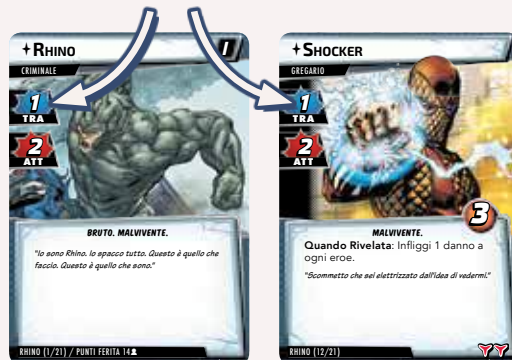 RHINO
I
CRIMINALE
1
TRA
2
ATT
BRUTO. MALVIVENTE.
"Io sono Rhino. Io spacco tutto. Questo è quello che
faccio. Questo è quello che sono."
RHINO (1/21) / PUNTI FERITA 14
SHOCKER
GREGARIO
1
TRA
2
ATT
3
MALVIVENTE.
Quando Rivelata: Infliggi 1 danno a
ogni eroe.
"Scommetto che sei elettrizzato dall'idea di vedermi."
RHINO (12/21)